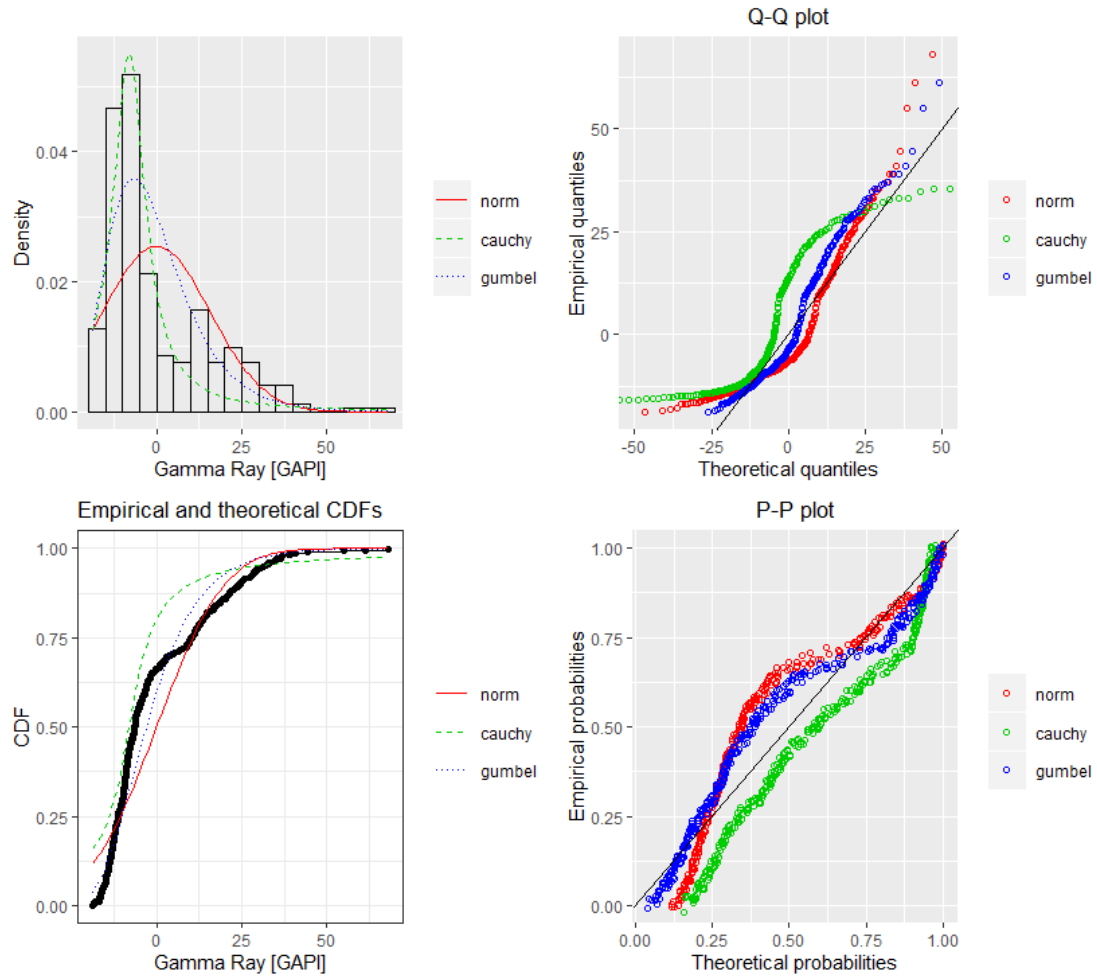 Density
0.04
0.02
0.00
0
25
50
Gamma Ray [GAPI]
norm
cauchy
gumbel
Q-Q plot
Empirical quantiles
50
25
0
-50
-25
0
25
50
Theoretical quantiles
norm
cauchy
gumbel
Empirical and theoretical CDFs
CDF
1.00
0.75
0.50
0.25
0.00
0
25
50
Gamma Ray [GAPI]
norm
cauchy
gumbel
P-P plot
Empirical probabilities
1.00
0.75
0.50
0.25
0.00
0.00
0.25
0.50
0.75
1.00
Theoretical probabilities
norm
cauchy
gumbel